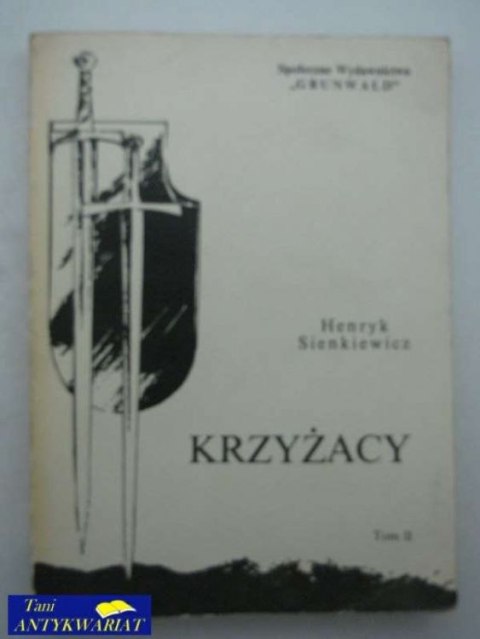 Społeczne Wydawnictwo
„GRUNWALD"
Henryk
Sienkiewicz
KRZYŻACY
Tom II
Tani
ANTYKWARIAT